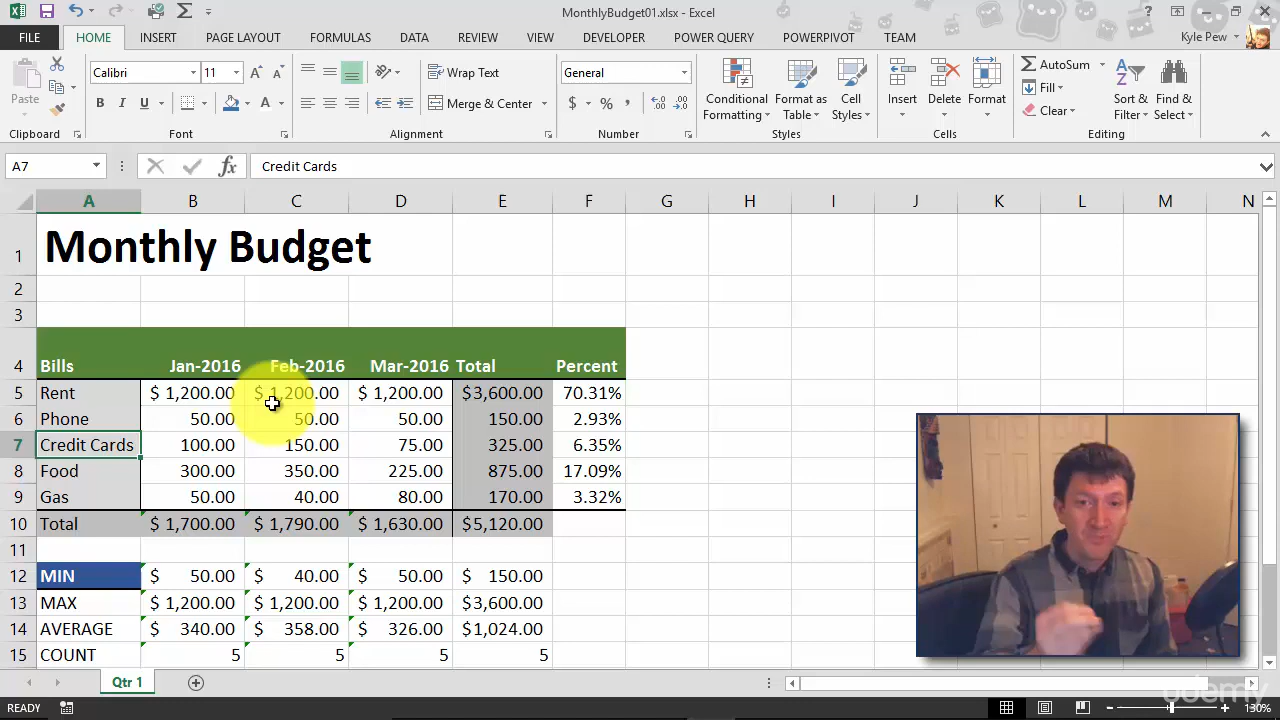 MonthlyBudget01.xlsx - Excel
FILE HOME INSERT PAGE LAYOUT FORMULAS DATA REVIEW VIEW DEVELOPER POWER QUERY POWERPIVOT TEAM Kyle Pew
Paste Calibri 11 Wrap Text General Conditional Formatting Format as Table Cell Styles Insert Delete Format AutoSum Sort & Filter Find & Select
B I U A Merge & Center $ % , Fill
Clear
Clipboard Font Alignment Number Styles Cells Editing
A7 fx Credit Cards
A B C D E F G H I J K L M N
1 Monthly Budget
2
3
4 Bills Jan-2016 Feb-2016 Mar-2016 Total Percent
5 Rent $ 1,200.00 $ 1,200.00 $ 1,200.00 $3,600.00 70.31%
6 Phone 50.00 50.00 50.00 150.00 2.93%
7 Credit Cards 100.00 150.00 75.00 325.00 6.35%
8 Food 300.00 350.00 225.00 875.00 17.09%
9 Gas 50.00 40.00 80.00 170.00 3.32%
10 Total $ 1,700.00 $ 1,790.00 $ 1,630.00 $5,120.00
11
12 MIN $ 50.00 $ 40.00 $ 50.00 $ 150.00
13 MAX $ 1,200.00 $ 1,200.00 $ 1,200.00 $3,600.00
14 AVERAGE $ 340.00 $ 358.00 $ 326.00 $1,024.00
15 COUNT 5 5 5 5
Qtr 1
udemy
READY 130%